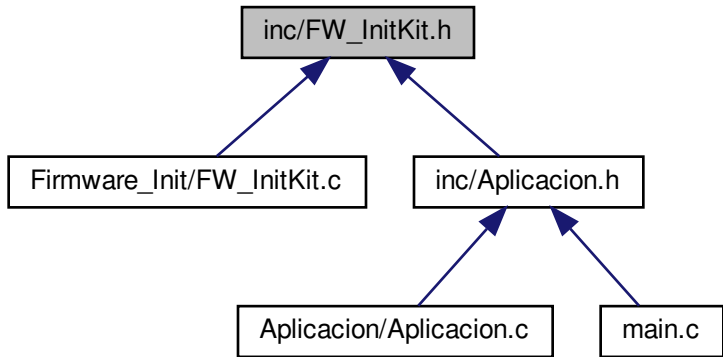 inc/FW_InitKit.h
Firmware_Init/FW_InitKit.c
inc/Aplicacion.h
Aplicacion/Aplicacion.c
main.c